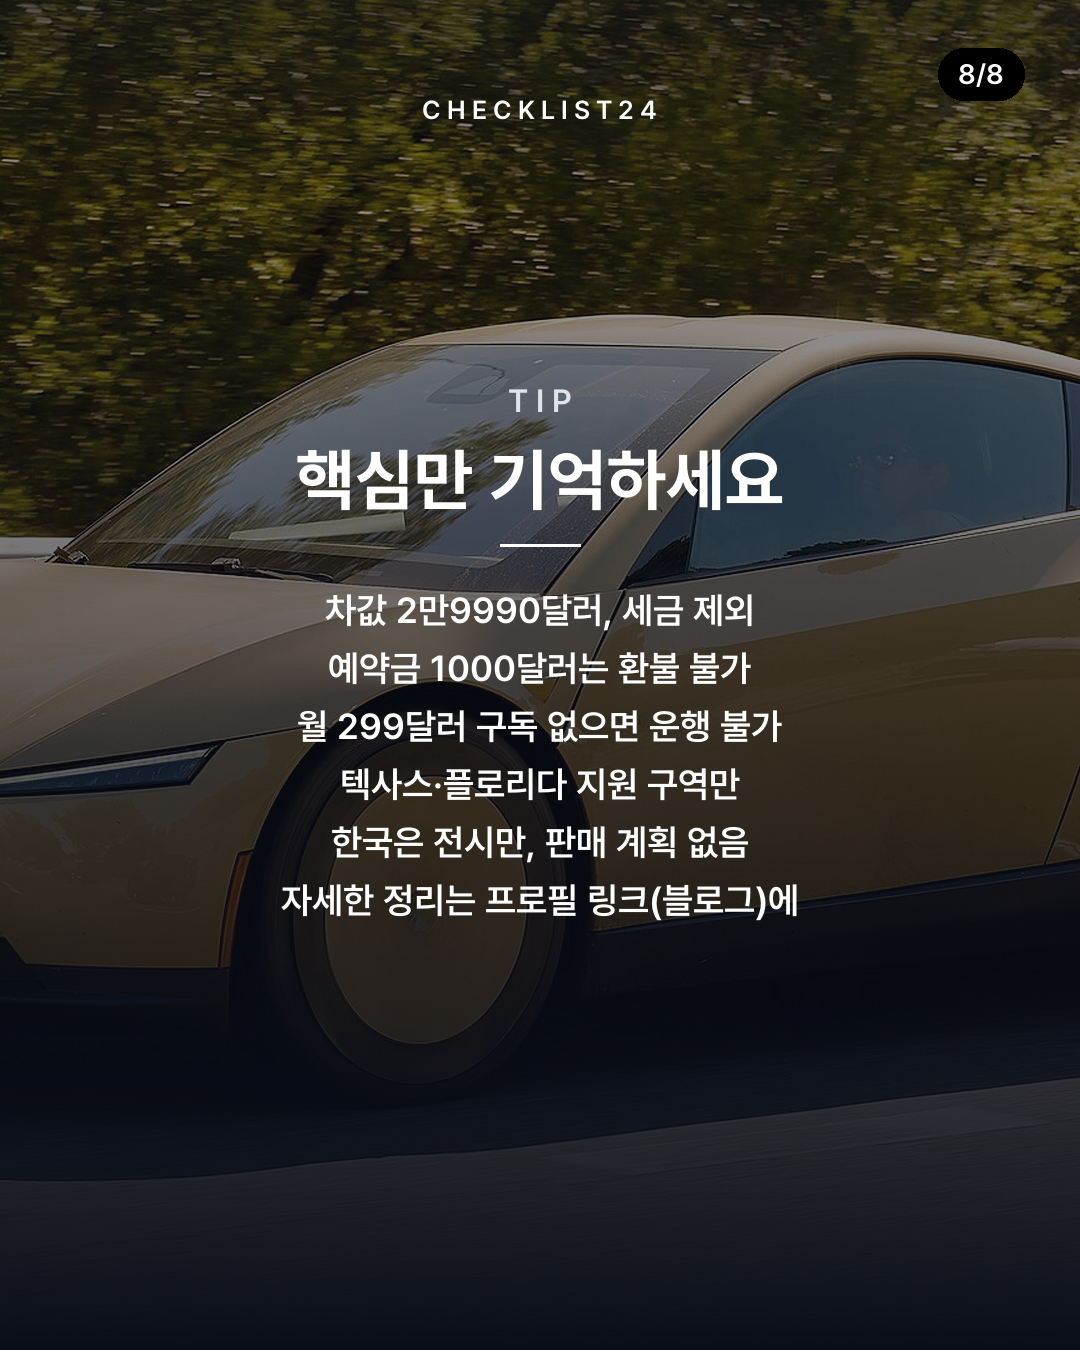 8/8
CHECKLIST24
TIP
핵심만 기억하세요
차값 2만9990달러, 세금 제외
예약금 1000달러는 환불 불가
월 299달러 구독 없으면 운행 불가
텍사스·플로리다 지원 구역만
한국은 전시만, 판매 계획 없음
자세한 정리는 프로필 링크(블로그)에